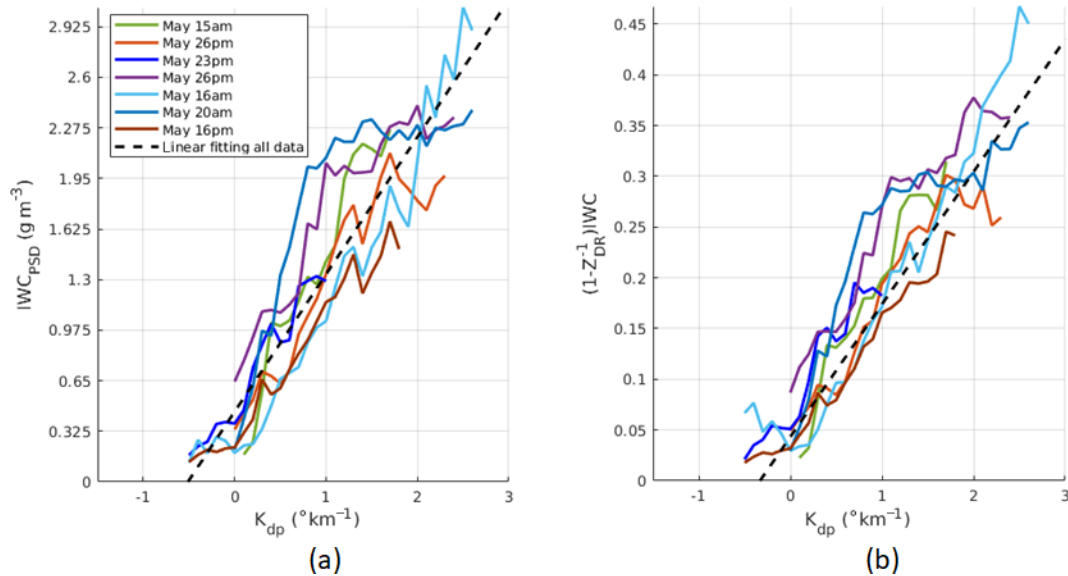 2.925
2.6
2.275
1.95
1.625
1.3
0.975
0.65
0.325
0
IWC_PSD (g m⁻³)
May 15am
May 26pm
May 23pm
May 26pm
May 16am
May 20am
May 16pm
Linear fitting all data
-1 0 1 2 3
K_dp (°km⁻¹)
(a)
0.45
0.4
0.35
0.3
0.25
0.2
0.15
0.1
0.05
0
(1-Z_DR⁻¹)IWC
-1 0 1 2 3
K_dp (°km⁻¹)
(b)